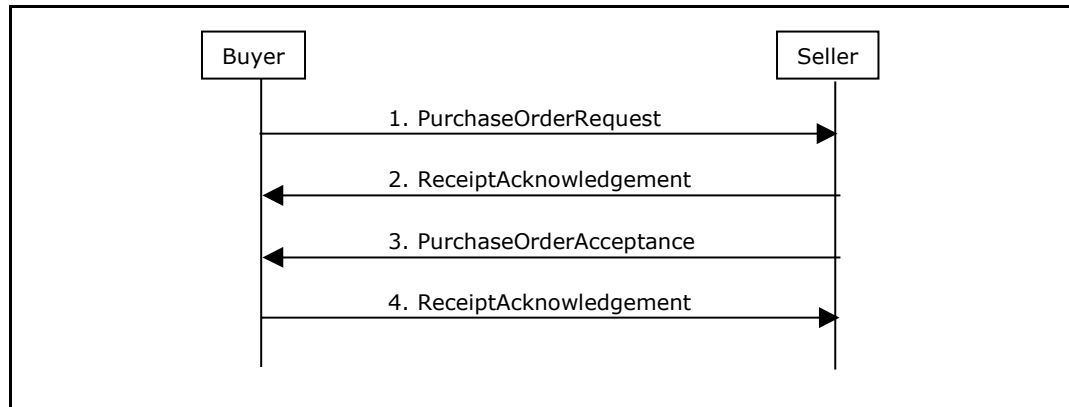 Buyer
Seller
1. PurchaseOrderRequest
2. ReceiptAcknowledgement
3. PurchaseOrderAcceptance
4. ReceiptAcknowledgement